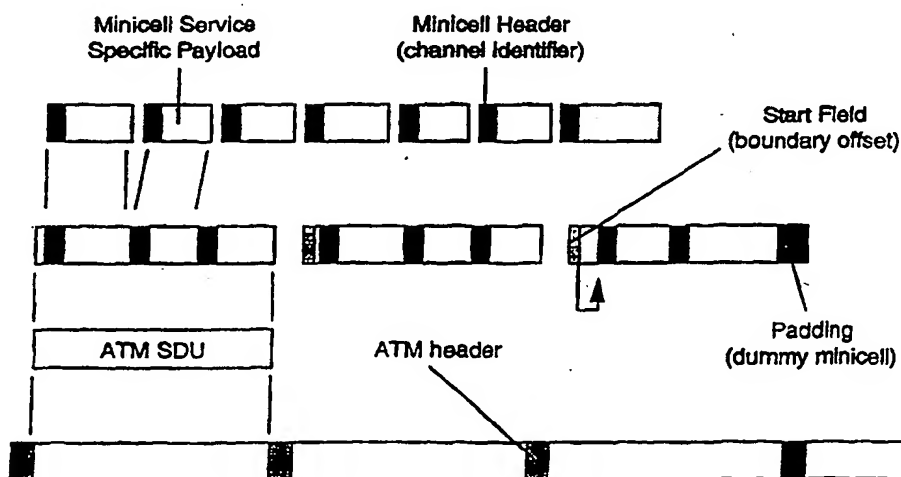 Minicell Service
Specific Payload
Minicell Header
(channel identifier)
Start Field
(boundary offset)
ATM SDU
ATM header
Padding
(dummy minicell)